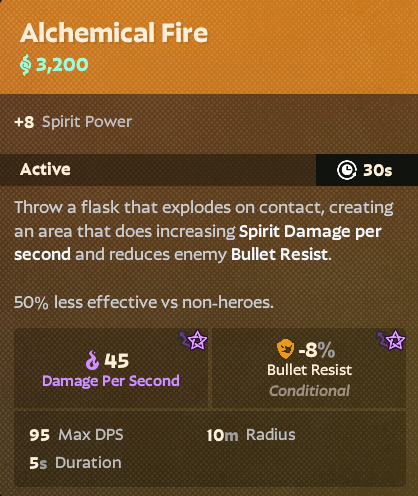 Alchemical Fire
3,200
+8 Spirit Power
Active 30s
Throw a flask that explodes on contact, creating
an area that does increasing Spirit Damage per
second and reduces enemy Bullet Resist.
50% less effective vs non-heroes.
45
Damage Per Second
-8%
Bullet Resist
Conditional
95 Max DPS 10m Radius
5s Duration